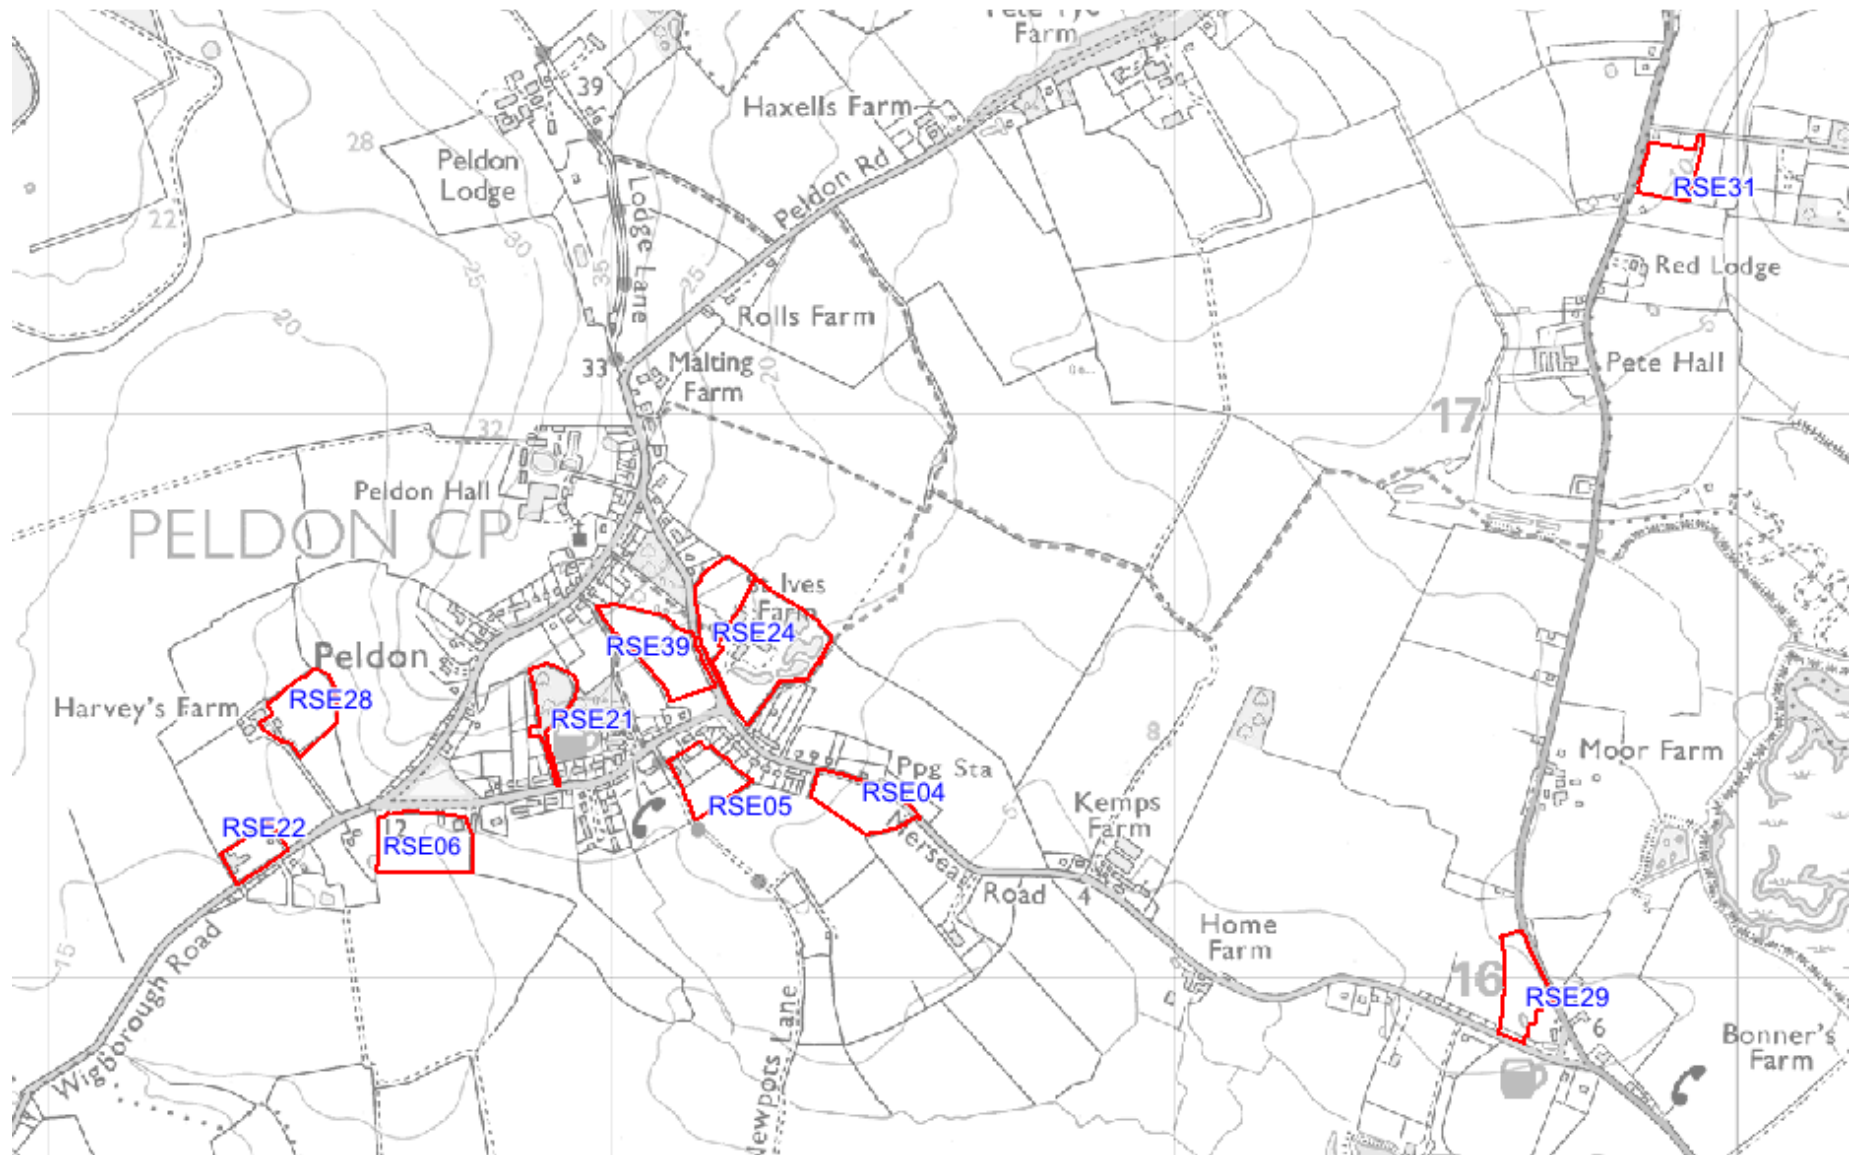 Farm
39
Haxells Farm
28
Peldon
Lodge
Peldon Rd
RSE31
Lodge Lane
22
30
35
25
25
Red Lodge
20
Rolls Farm
33
Malting
Farm
20
Pete Hall
17
32
Peldon Hall
PELDON CP
Ives
Farm
Peldon
RSE39
RSE24
Harvey's Farm
RSE28
RSE21
8
Moor Farm
Ppg Sta
RSE04
RSE05
5
Kemps
Farm
RSE22
12
RSE06
Road
4
Home
Farm
15
Wigborough Road
16
RSE29
6
Bonner's
Farm
Newpots Lane